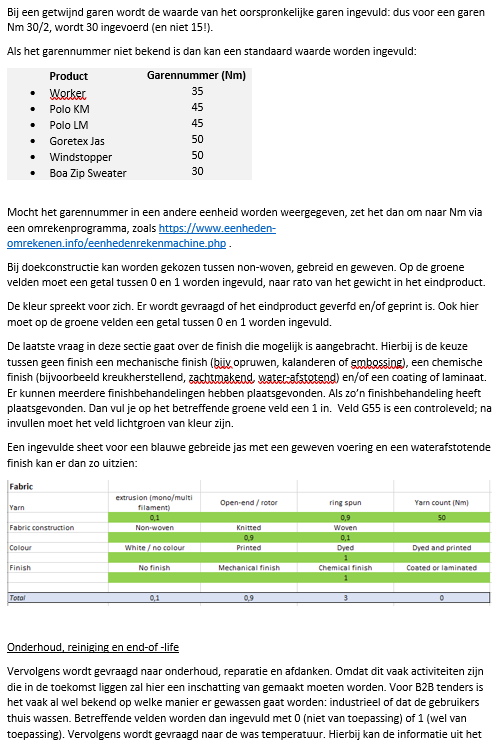 Bij een getwijnd garen wordt de waarde van het oorspronkelijke garen ingevuld: dus voor een garen
Nm 30/2, wordt 30 ingevoerd (en niet 15!).
Als het garennummer niet bekend is dan kan een standaard waarde worden ingevuld:
Product Garennummer (Nm)
• Worker 35
• Polo KM 45
• Polo LM 45
• Goretex Jas 50
• Windstopper 50
• Boa Zip Sweater 30
Mocht het garennummer in een andere eenheid worden weergegeven, zet het dan om naar Nm via
een omrekenprogramma, zoals https://www.eenheden-
omrekenen.info/eenhedenrekenmachine.php .
Bij doekconstructie kan worden gekozen tussen non-woven, gebreid en geweven. Op de groene
velden moet een getal tussen 0 en 1 worden ingevuld, naar rato van het gewicht in het eindproduct.
De kleur spreekt voor zich. Er wordt gevraagd of het eindproduct geverfd en/of geprint is. Ook hier
moet op de groene velden een getal tussen 0 en 1 worden ingevuld.
De laatste vraag in deze sectie gaat over de finish die mogelijk is aangebracht. Hierbij is de keuze
tussen geen finish een mechanische finish (bijv opruwen, kalanderen of embossing), een chemische
finish (bijvoorbeeld kreukherstellend, zachtmakend, water-afstotend) en/of een coating of laminaat.
Er kunnen meerdere finishbehandelingen hebben plaatsgevonden. Als zo'n finishbehandeling heeft
plaatsgevonden. Dan vul je op het betreffende groene veld een 1 in. Veld G55 is een controleveld; na
invullen moet het veld lichtgroen van kleur zijn.
Een ingevulde sheet voor een blauwe gebreide jas met een geweven voering en een waterafstotende
finish kan er dan zo uitzien:
Fabric
Yarn extrusion (mono/multi filament) Open-end / rotor ring spun Yarn count (Nm)
0,1 0,9 50
Fabric construction Non-woven Knitted Woven
0,9 0,1
Colour White / no colour Printed Dyed Dyed and printed
1
Finish No finish Mechanical finish Chemical finish Coated or laminated
1
Total 0,1 0,9 3 0
Onderhoud, reiniging en end-of -life
Vervolgens wordt gevraagd naar onderhoud, reparatie en afdanken. Omdat dit vaak activiteiten zijn
die in de toekomst liggen zal hier een inschatting van gemaakt moeten worden. Voor B2B tenders is
het vaak al wel bekend op welke manier er gewassen gaat worden: industrieel of dat de gebruikers
thuis wassen. Betreffende velden worden dan ingevuld met 0 (niet van toepassing) of 1 (wel van
toepassing). Vervolgens wordt gevraagd naar de was temperatuur. Hierbij kan de informatie uit het